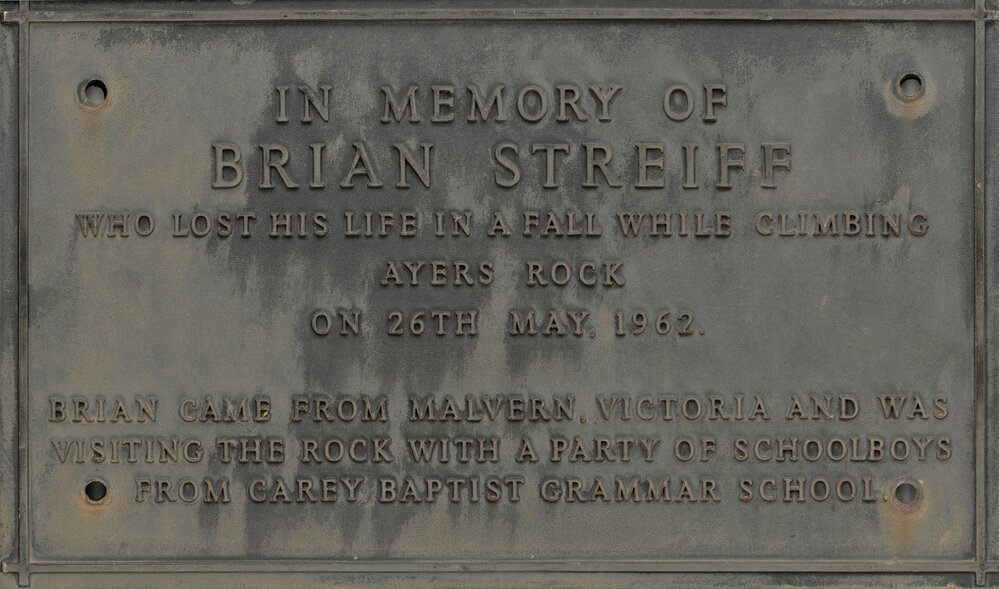 IN MEMORY OF
BRIAN STREIFF
WHO LOST HIS LIFE IN A FALL WHILE CLIMBING
AYERS ROCK
ON 26TH MAY, 1962.
BRIAN CAME FROM MALVERN, VICTORIA AND WAS
VISITING THE ROCK WITH A PARTY OF SCHOOLBOYS
FROM CAREY BAPTIST GRAMMAR SCHOOL.